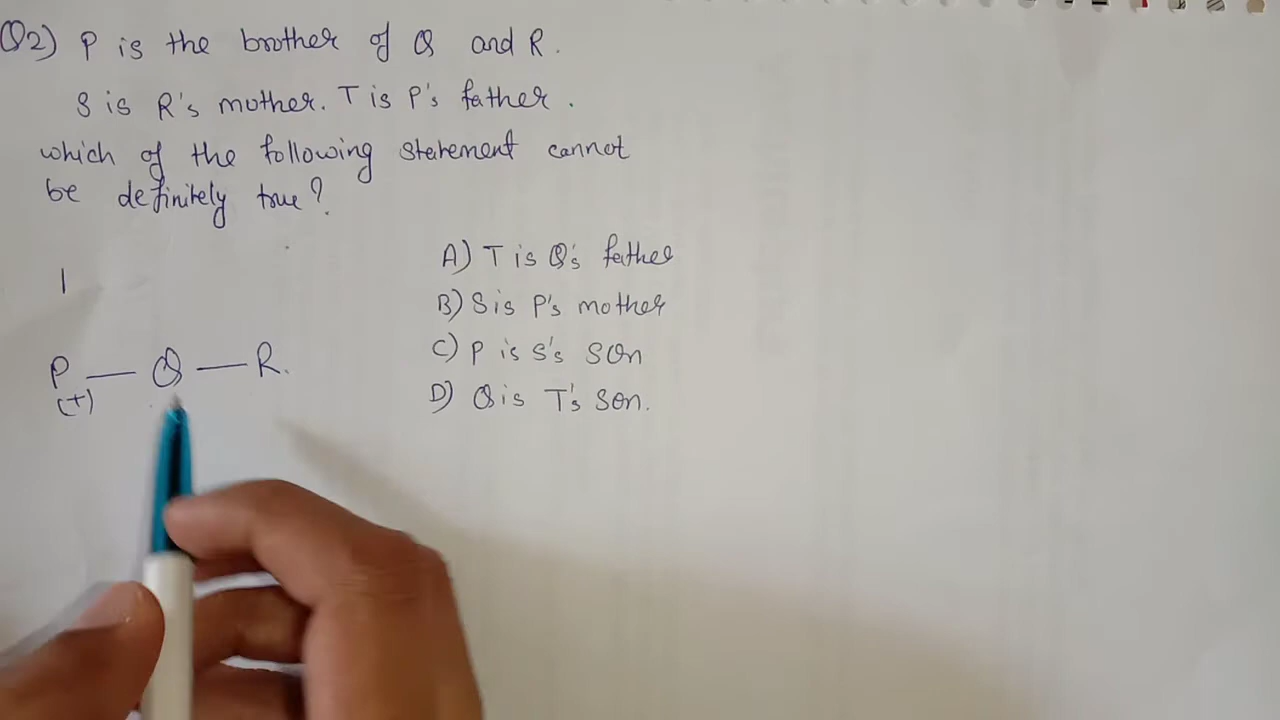 Q2) P is the brother of Q and R.
S is R's mother. T is P's father.
which of the following statement cannot
be definitely true?
A) T is Q's father
B) S is P's mother
C) P is S's son
D) Q is T's son.
P — Q — R.
(+)